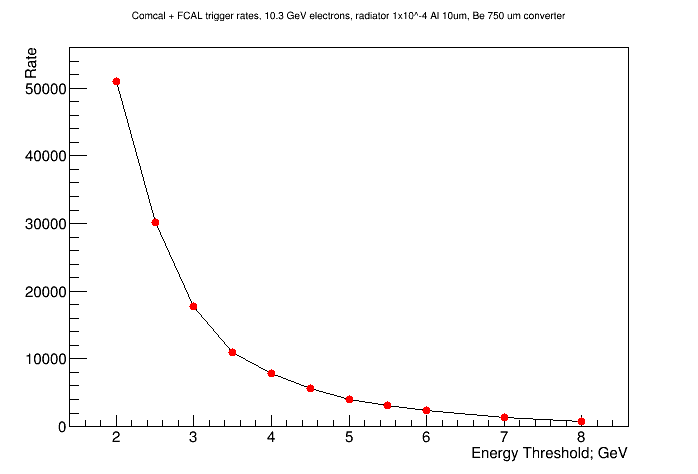 Comcal + FCAL trigger rates, 10.3 GeV electrons, radiator 1x10^-4 Al 10um, Be 750 um converter
Rate
50000
40000
30000
20000
10000
0
2 3 4 5 6 7 8
Energy Threshold; GeV